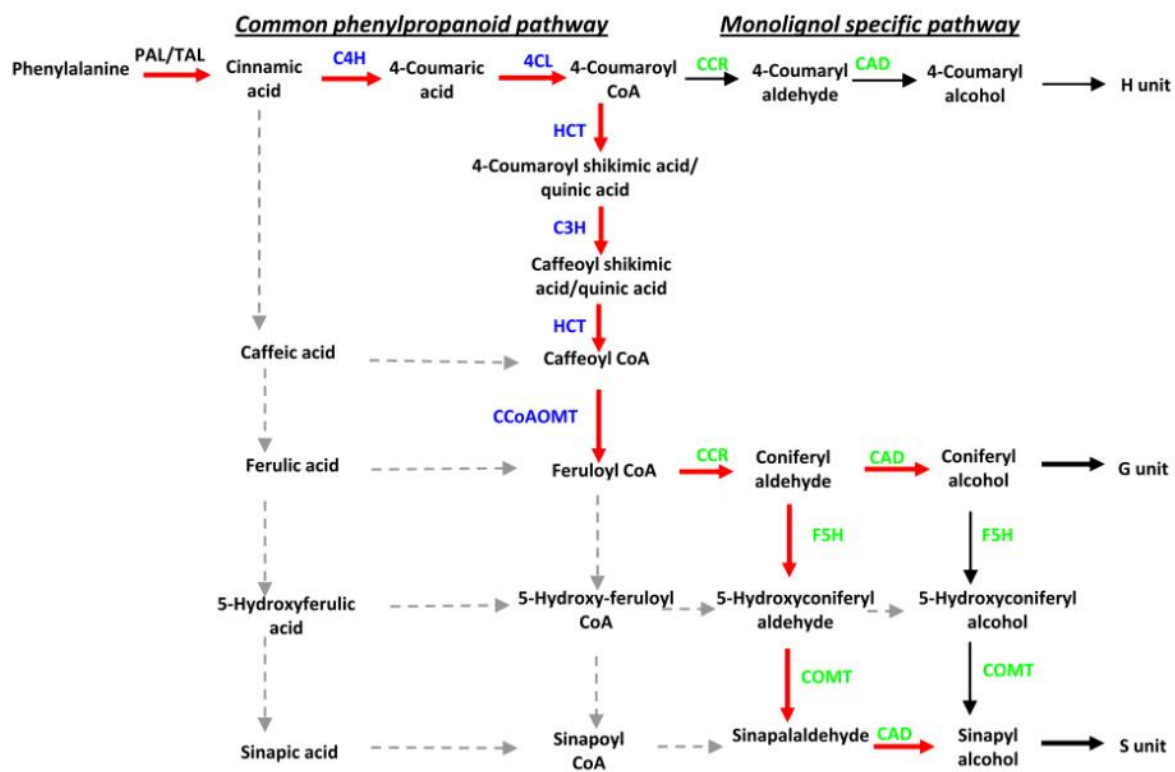 Common phenylpropanoid pathway
Monolignol specific pathway
PAL/TAL
C4H
4CL
CCR
CAD
Phenylalanine
Cinnamic
acid
4-Coumaric
acid
4-Coumaroyl
CoA
4-Coumaryl
aldehyde
4-Coumaryl
alcohol
H unit
HCT
4-Coumaroyl shikimic acid/
quinic acid
C3H
Caffeoyl shikimic
acid/quinic acid
HCT
Caffeic acid
Caffeoyl CoA
CCoAOMT
Ferulic acid
Feruloyl CoA
CCR
Coniferyl
aldehyde
CAD
Coniferyl
alcohol
G unit
F5H
F5H
5-Hydroxyferulic
acid
5-Hydroxy-feruloyl
CoA
5-Hydroxyconiferyl
aldehyde
5-Hydroxyconiferyl
alcohol
COMT
COMT
Sinapic acid
Sinapoyl
CoA
Sinapalaldehyde
CAD
Sinapyl
alcohol
S unit